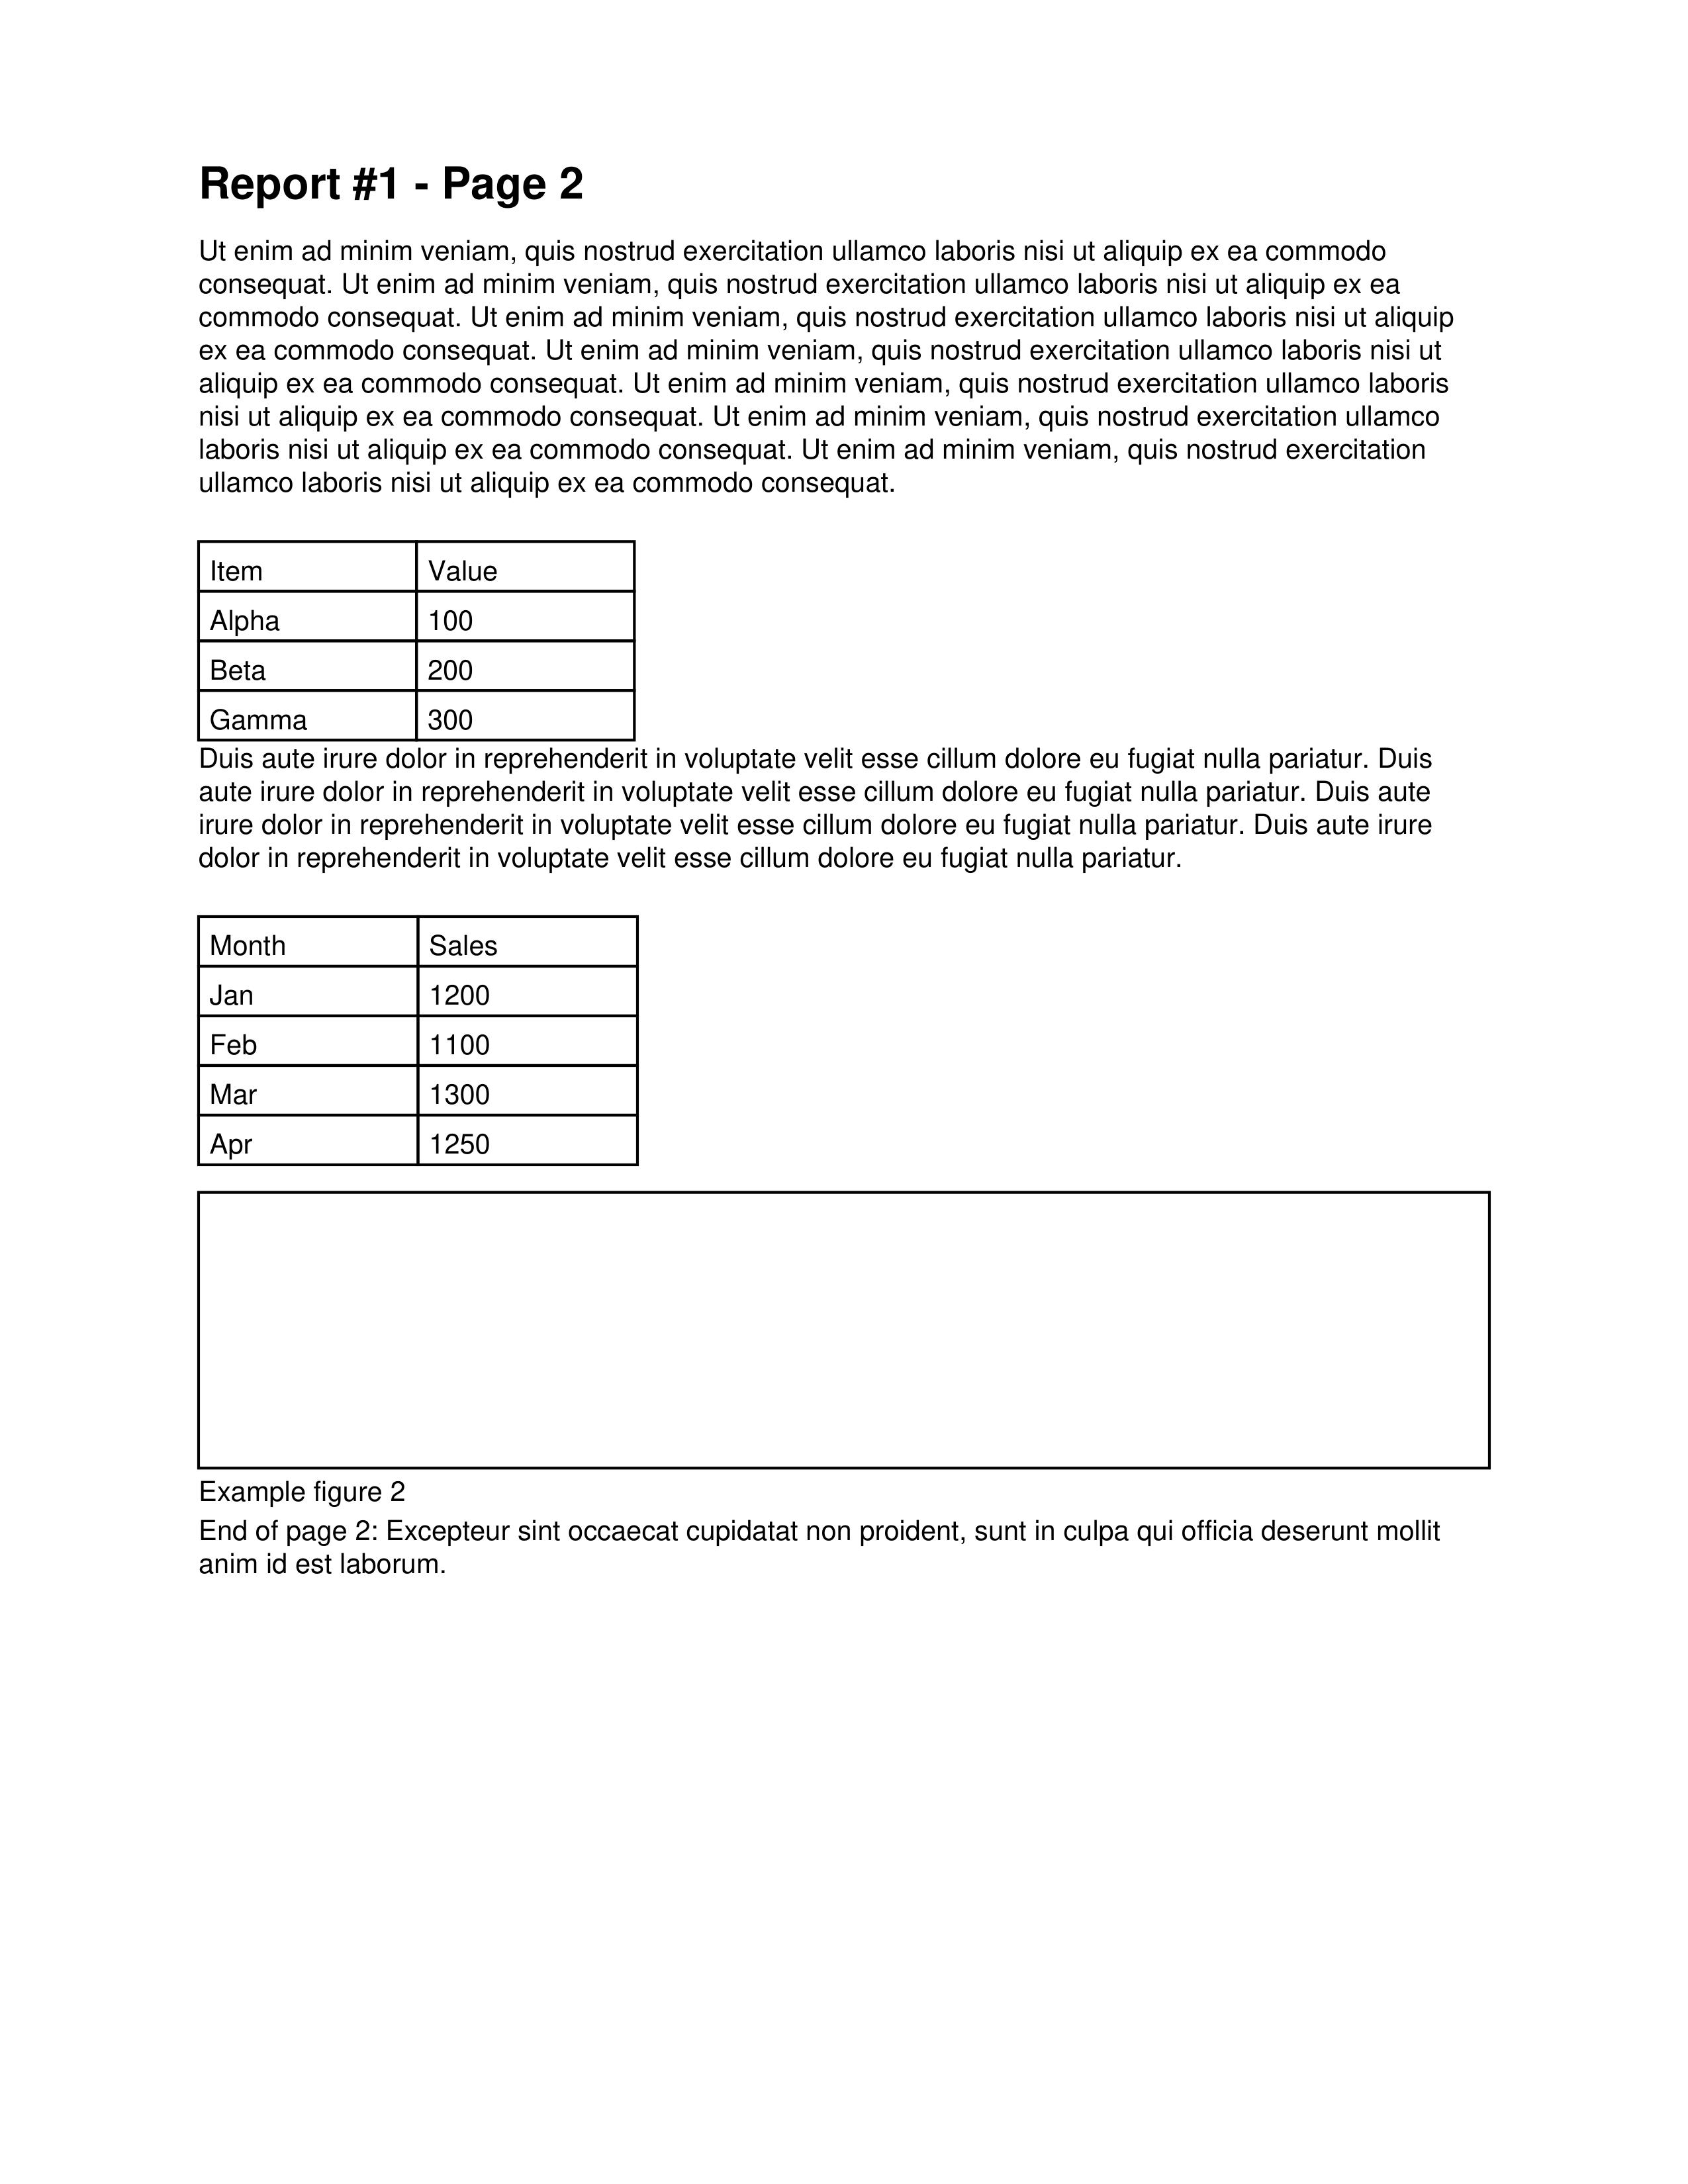 Report #1 - Page 2
Ut enim ad minim veniam, quis nostrud exercitation ullamco laboris nisi ut aliquip ex ea commodo
consequat. Ut enim ad minim veniam, quis nostrud exercitation ullamco laboris nisi ut aliquip ex ea
commodo consequat. Ut enim ad minim veniam, quis nostrud exercitation ullamco laboris nisi ut aliquip
ex ea commodo consequat. Ut enim ad minim veniam, quis nostrud exercitation ullamco laboris nisi ut
aliquip ex ea commodo consequat. Ut enim ad minim veniam, quis nostrud exercitation ullamco laboris
nisi ut aliquip ex ea commodo consequat. Ut enim ad minim veniam, quis nostrud exercitation ullamco
laboris nisi ut aliquip ex ea commodo consequat. Ut enim ad minim veniam, quis nostrud exercitation
ullamco laboris nisi ut aliquip ex ea commodo consequat.
Item Value
Alpha 100
Beta 200
Gamma 300
Duis aute irure dolor in reprehenderit in voluptate velit esse cillum dolore eu fugiat nulla pariatur. Duis
aute irure dolor in reprehenderit in voluptate velit esse cillum dolore eu fugiat nulla pariatur. Duis aute
irure dolor in reprehenderit in voluptate velit esse cillum dolore eu fugiat nulla pariatur. Duis aute irure
dolor in reprehenderit in voluptate velit esse cillum dolore eu fugiat nulla pariatur.
Month Sales
Jan 1200
Feb 1100
Mar 1300
Apr 1250
Example figure 2
End of page 2: Excepteur sint occaecat cupidatat non proident, sunt in culpa qui officia deserunt mollit
anim id est laborum.